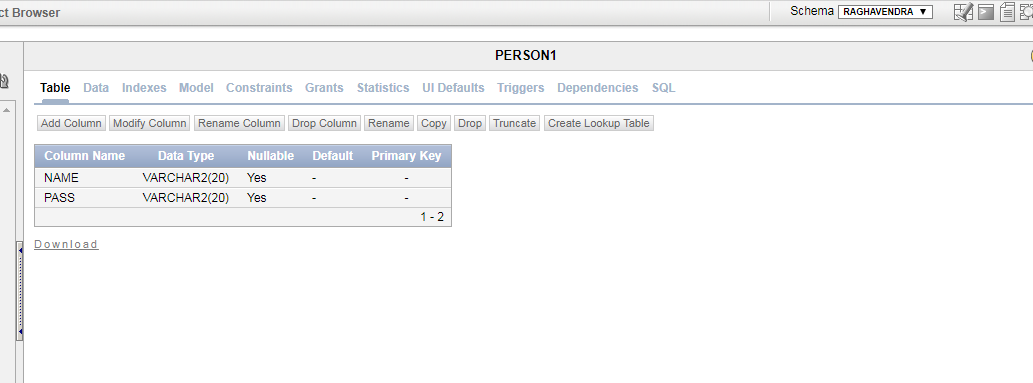 ct Browser
Schema RAGHAVENDRA ▼
PERSON1
Table Data Indexes Model Constraints Grants Statistics UI Defaults Triggers Dependencies SQL
Add Column Modify Column Rename Column Drop Column Rename Copy Drop Truncate Create Lookup Table
Column Name Data Type Nullable Default Primary Key
NAME VARCHAR2(20) Yes - -
PASS VARCHAR2(20) Yes - -
1 - 2
Download